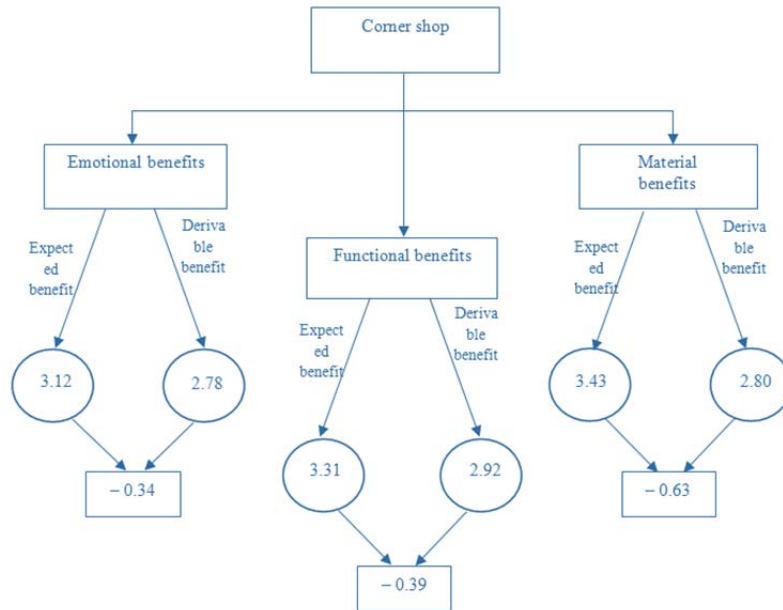 Corner shop
Emotional benefits
Material
benefits
Expect
ed
benefit
Deriva
ble
benefit
Functional benefits
Expect
ed
benefit
Deriva
ble
benefit
Expect
ed
benefit
Deriva
ble
benefit
3.12
2.78
3.43
2.80
3.31
2.92
– 0.34
– 0.63
– 0.39